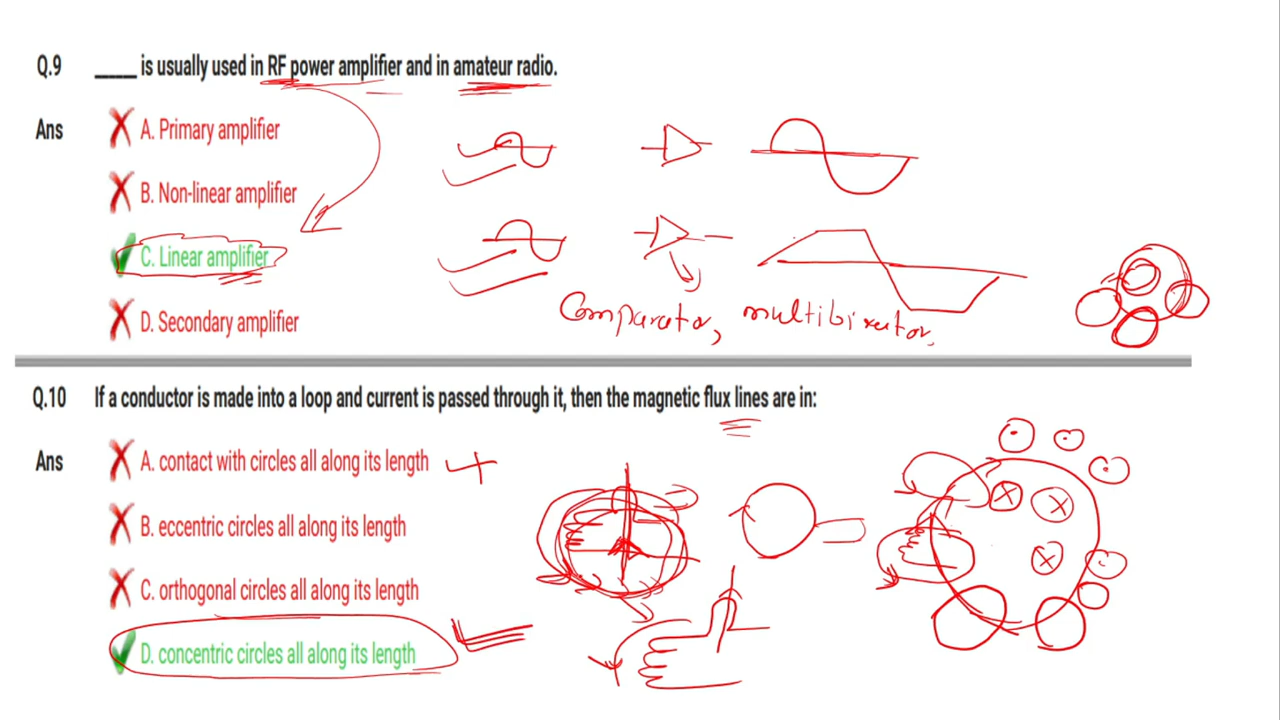 Q.9 _____ is usually used in RF power amplifier and in amateur radio.
Ans A. Primary amplifier
B. Non-linear amplifier
C. Linear amplifier
D. Secondary amplifier
Comparator, multibirator,
Q.10 If a conductor is made into a loop and current is passed through it, then the magnetic flux lines are in:
Ans A. contact with circles all along its length
B. eccentric circles all along its length
C. orthogonal circles all along its length
D. concentric circles all along its length